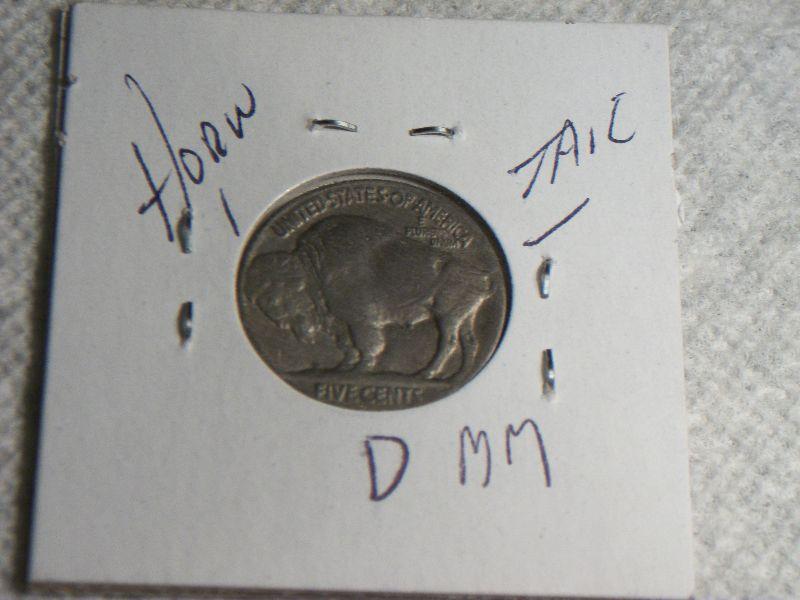 HORN
TAIL
UNITED·STATES·OF·AMERICA
E
PLURIBUS
UNUM
FIVE CENTS
D MM